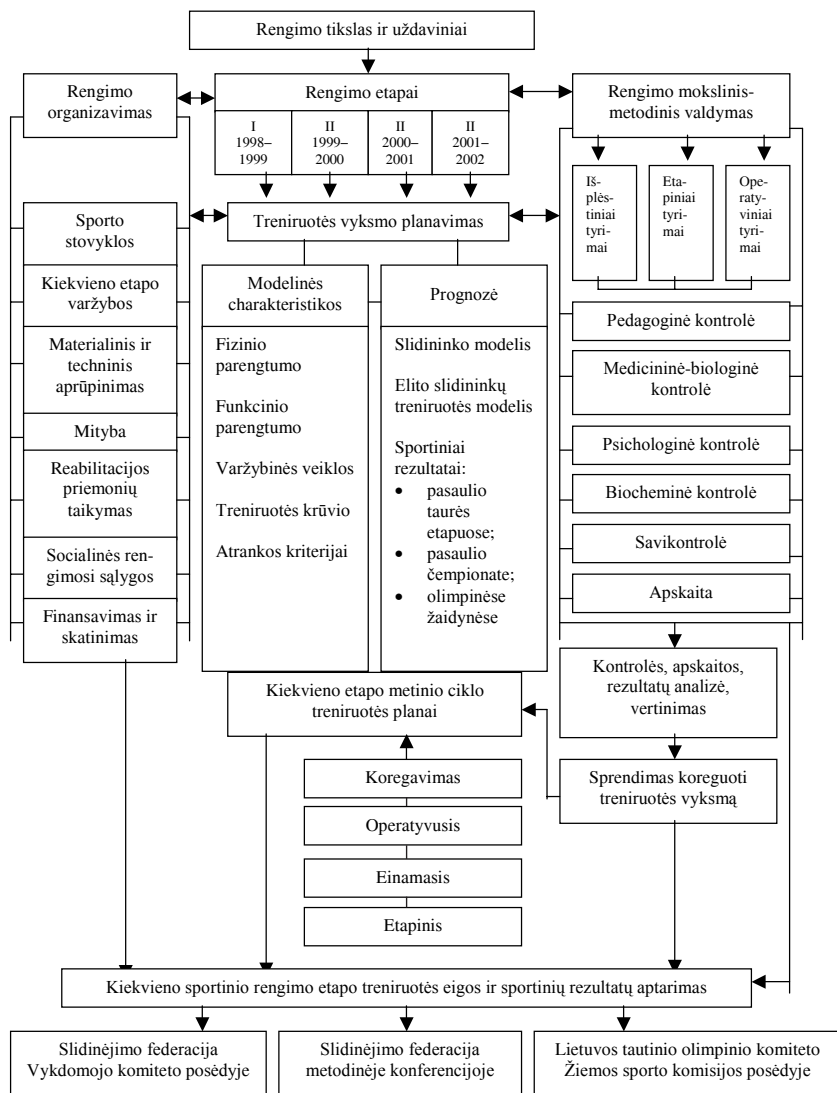 Rengimo tikslas ir uždaviniai
Rengimo
organizavimas
Rengimo etapai
Rengimo mokslinis-
metodinis valdymas
I
1998–
1999
II
1999–
2000
II
2000–
2001
II
2001–
2002
Iš-
plės-
tiniai
tyri-
mai
Eta-
piniai
tyri-
mai
Ope-
raty-
viniai
tyri-
mai
Sporto
stovyklos
Treniruotės vyksmo planavimas
Kiekvieno etapo
varžybos
Materialinis ir
techninis
aprūpinimas
Mityba
Reabilitacijos
priemonių
taikymas
Socialinės ren-
gimosi sąlygos
Finansavimas ir
skatinimas
Modelinės
charakteristikos
Fizinio
parengtumo
Funkcinio
parengtumo
Varžybinės veiklos
Treniruotės krūvio
Atrankos kriterijai
Prognozė
Slidininko modelis
Elito slidininkų
treniruotės modelis
Sportiniai
rezultatai:
• pasaulio
taurės
etapuose;
• pasaulio
čempionate;
• olimpinėse
žaidynėse
Pedagoginė kontrolė
Medicininė-biologinė
kontrolė
Psichologinė kontrolė
Biocheminė kontrolė
Savikontrolė
Apskaita
Kiekvieno etapo metinio ciklo
treniruotės planai
Kontrolės, apskaitos,
rezultatų analizė,
vertinimas
Koregavimas
Operatyvusis
Einamasis
Etapinis
Sprendimas koreguoti
treniruotės vyksmą
Kiekvieno sportinio rengimo etapo treniruotės eigos ir sportinių rezultatų aptarimas
Slidinėjimo federacija
Vykdomojo komiteto posėdyje
Slidinėjimo federacija
metodinėje konferencijoje
Lietuvos tautinio olimpinio komiteto
Žiemos sporto komisijos posėdyje